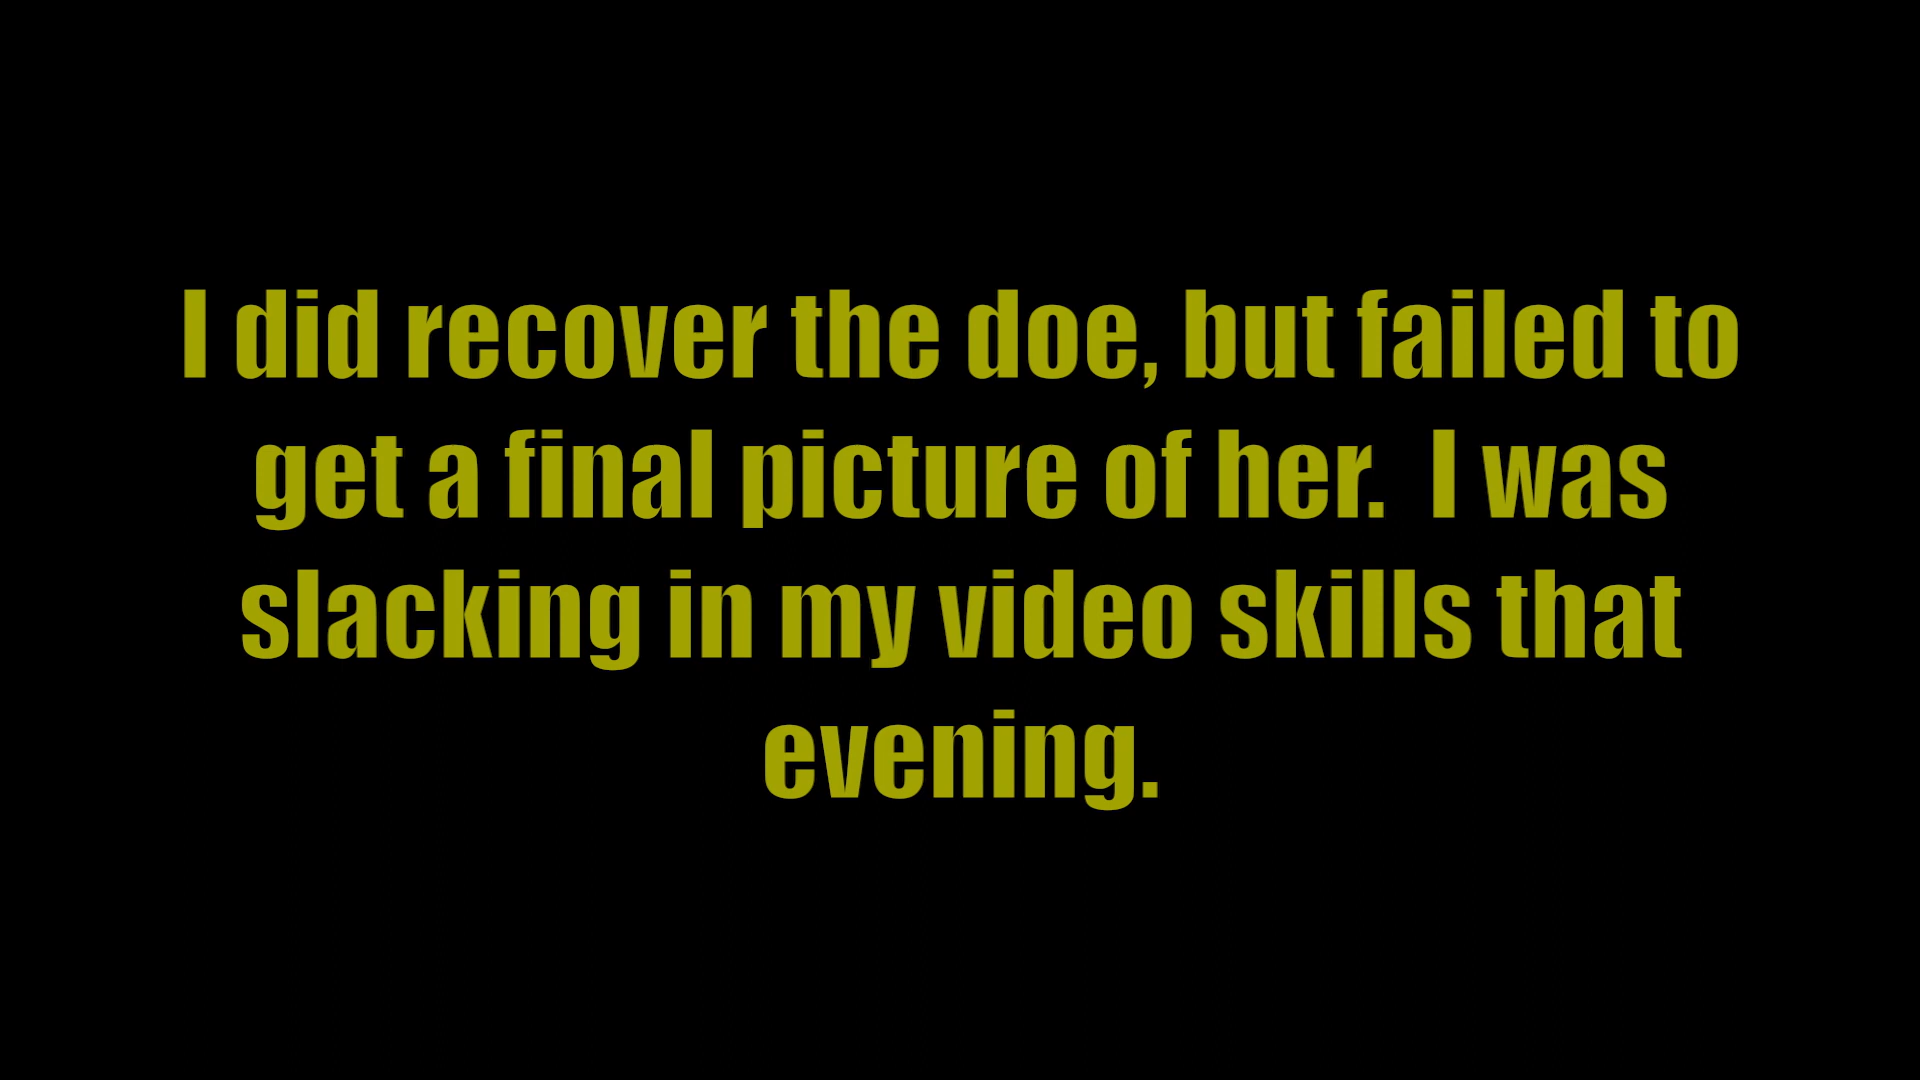 I did recover the doe, but failed to
get a final picture of her.  I was
slacking in my video skills that
evening.